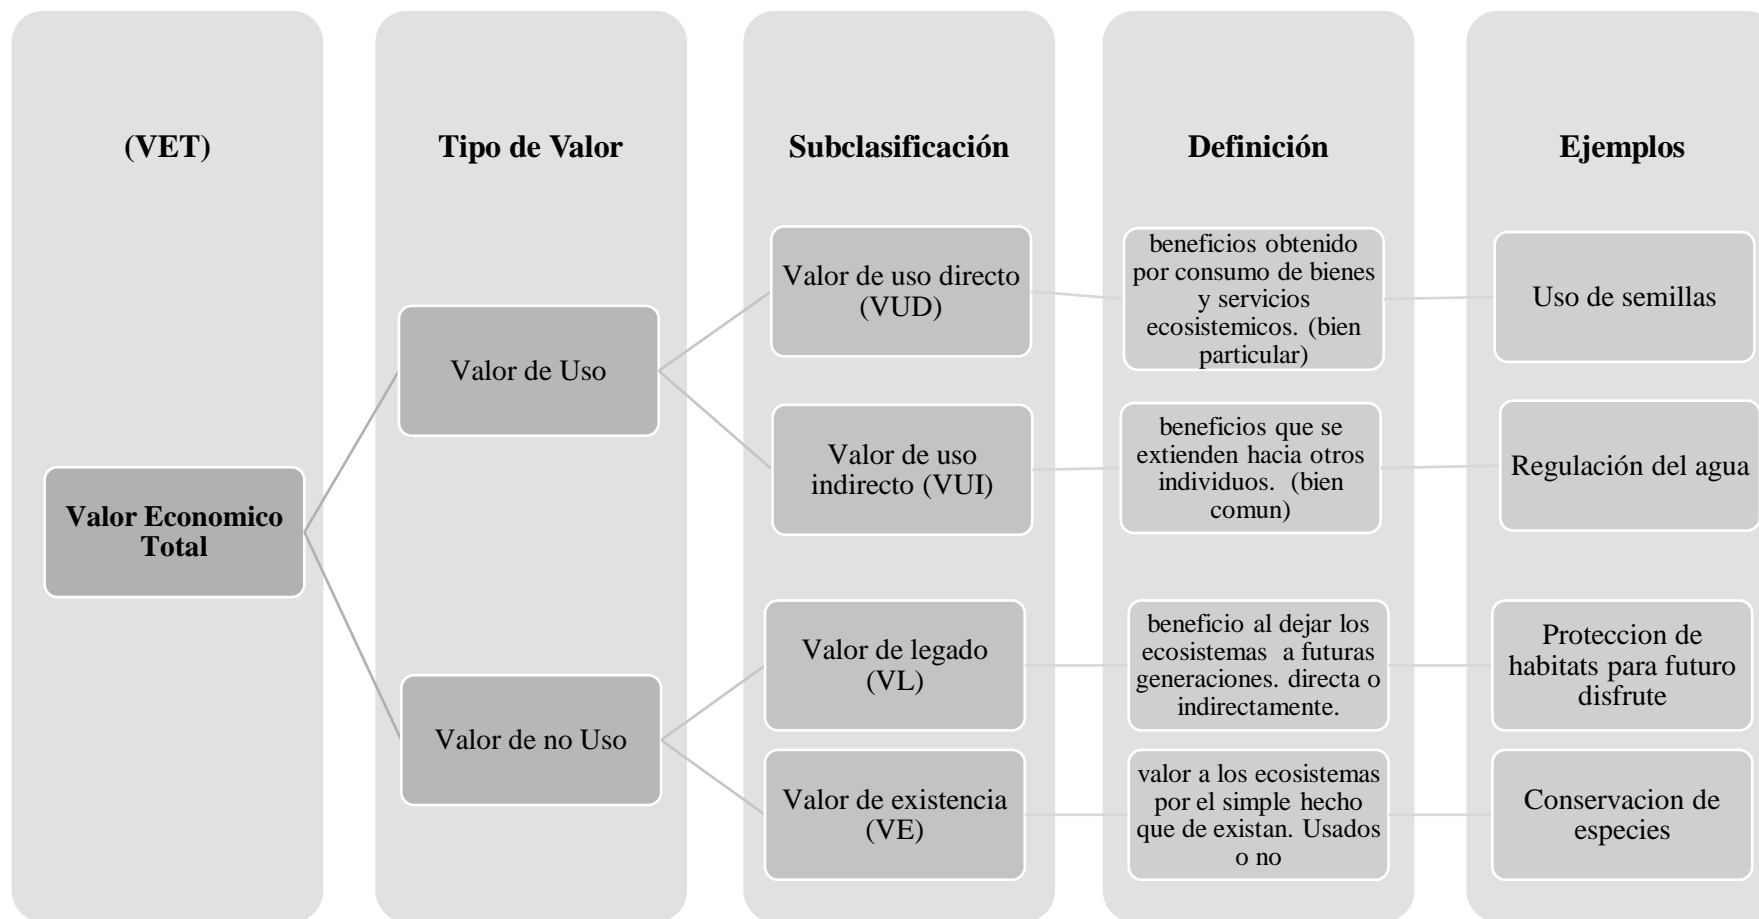 (VET)
Tipo de Valor
Subclasificación
Definición
Ejemplos
Valor Economico
Total
Valor de Uso
Valor de uso directo
(VUD)
beneficios obtenido
por consumo de bienes
y servicios
ecosistemicos. (bien
particular)
Uso de semillas
Valor de uso
indirecto (VUI)
beneficios que se
extienden hacia otros
individuos. (bien
comun)
Regulación del agua
Valor de no Uso
Valor de legado
(VL)
beneficio al dejar los
ecosistemas a futuras
generaciones. directa o
indirectamente.
Proteccion de
habitats para futuro
disfrute
Valor de existencia
(VE)
valor a los ecosistemas
por el simple hecho
que de existan. Usados
o no
Conservacion de
especies